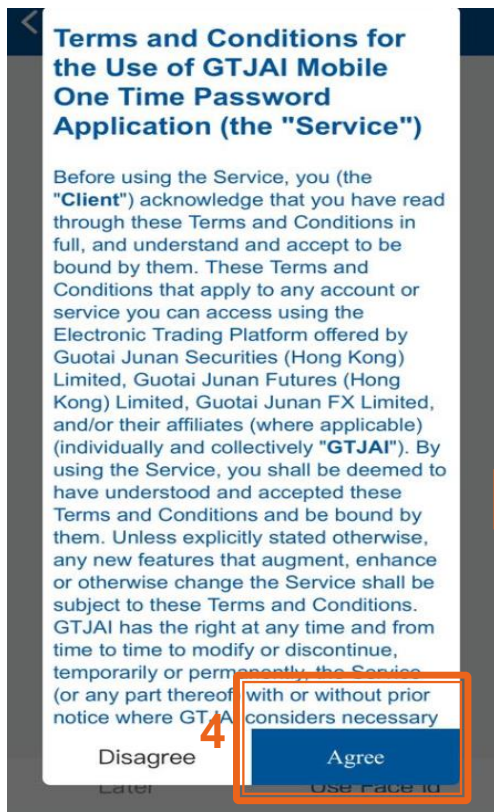 Terms and Conditions for
the Use of GTJAI Mobile
One Time Password
Application (the "Service")
Before using the Service, you (the
"Client") acknowledge that you have read
through these Terms and Conditions in
full, and understand and accept to be
bound by them. These Terms and
Conditions that apply to any account or
service you can access using the
Electronic Trading Platform offered by
Guotai Junan Securities (Hong Kong)
Limited, Guotai Junan Futures (Hong
Kong) Limited, Guotai Junan FX Limited,
and/or their affiliates (where applicable)
(individually and collectively "GTJAI"). By
using the Service, you shall be deemed to
have understood and accepted these
Terms and Conditions and be bound by
them. Unless explicitly stated otherwise,
any new features that augment, enhance
or otherwise change the Service shall be
subject to these Terms and Conditions.
GTJAI has the right at any time and from
time to time to modify or discontinue,
temporarily or permanently, the Service
(or any part thereof) with or without prior
notice where GTJAI considers necessary
4
Disagree Agree
Later Use Face Id